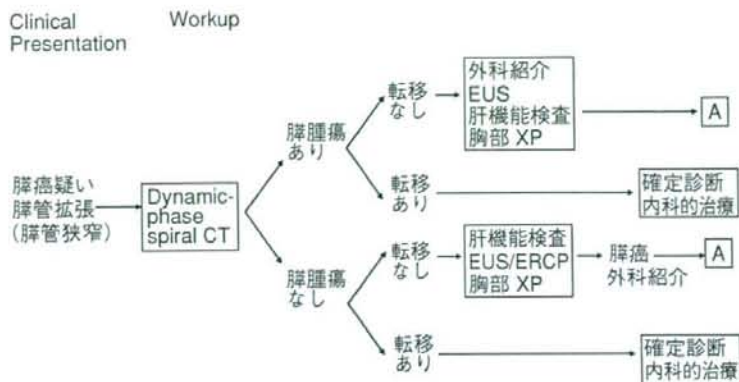 Clinical
Presentation
Workup
膵癌疑い
膵管拡張
(膵管狭窄)
Dynamic-
phase
spiral CT
膵腫瘍
あり
転移
なし
外科紹介
EUS
肝機能検査
胸部 XP
A
転移
あり
確定診断
内科的治療
膵腫瘍
なし
転移
なし
肝機能検査
EUS/ERCP
胸部 XP
膵癌
外科紹介
A
転移
あり
確定診断
内科的治療